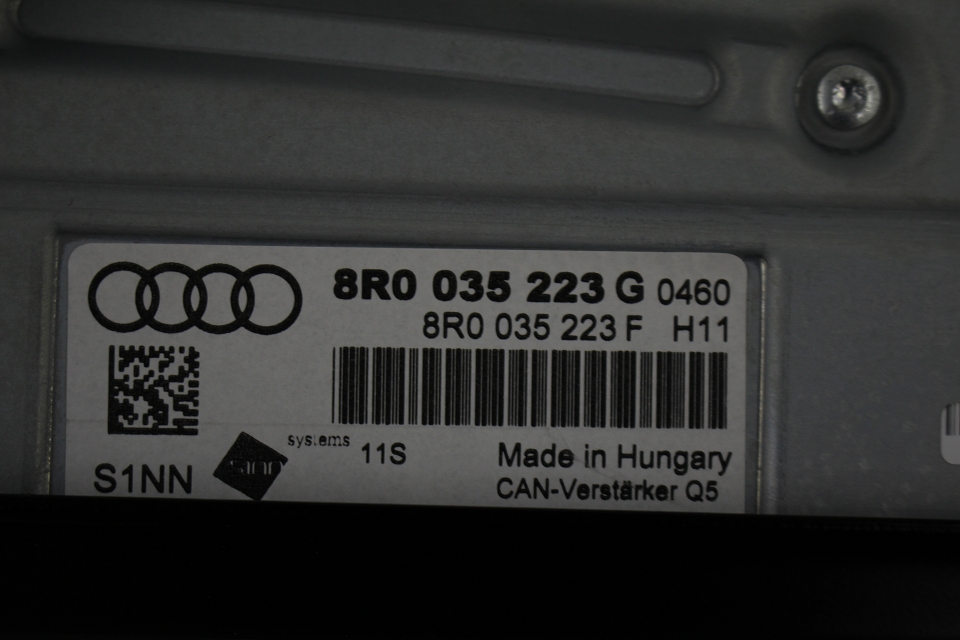 8R0 035 223 G 0460
8R0 035 223 F H11
systems
11S
Made in Hungary
S1NN
CAN-Verstärker Q5